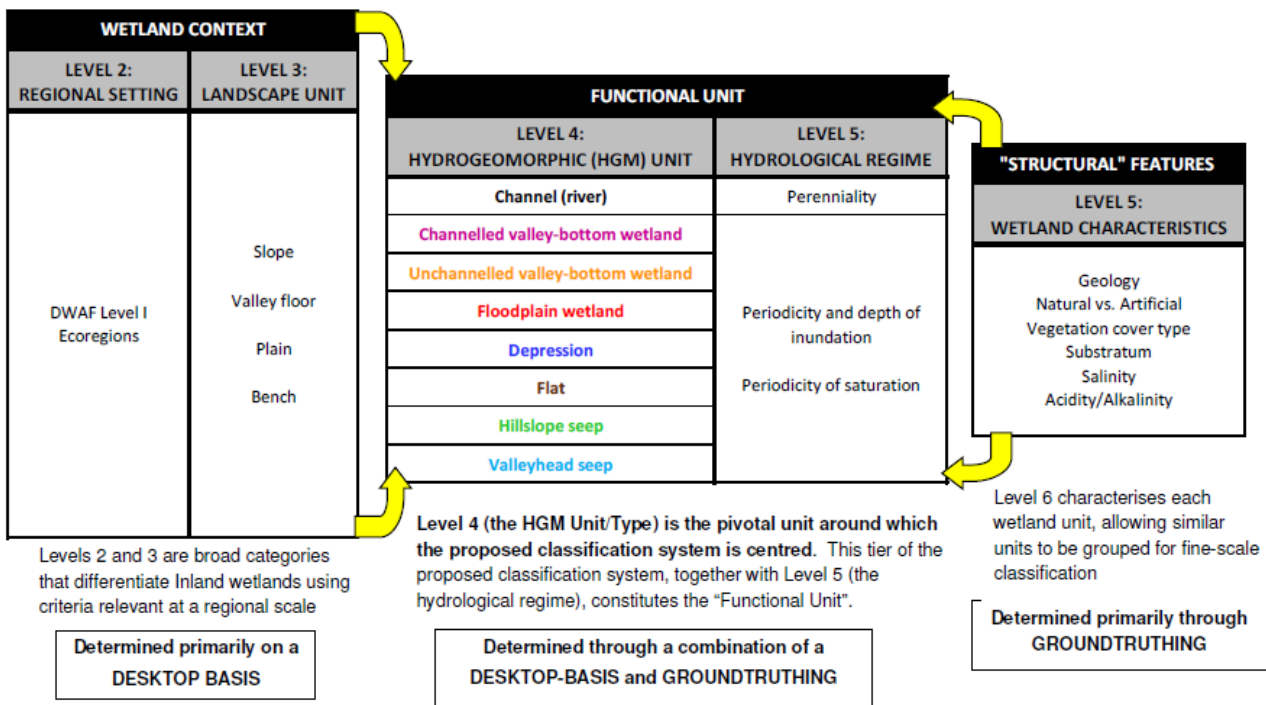 WETLAND CONTEXT
LEVEL 2:
REGIONAL SETTING
LEVEL 3:
LANDSCAPE UNIT
DWAF Level I
Ecoregions
Slope
Valley floor
Plain
Bench
Levels 2 and 3 are broad categories
that differentiate Inland wetlands using
criteria relevant at a regional scale
Determined primarily on a
DESKTOP BASIS
FUNCTIONAL UNIT
LEVEL 4:
HYDROGEOMORPHIC (HGM) UNIT
LEVEL 5:
HYDROLOGICAL REGIME
Channel (river)
Perenniality
Channelled valley-bottom wetland
Unchannelled valley-bottom wetland
Floodplain wetland
Depression
Flat
Hillslope seep
Valleyhead seep
Periodicity and depth of
inundation
Periodicity of saturation
Level 4 (the HGM Unit/Type) is the pivotal unit around which
the proposed classification system is centred. This tier of the
proposed classification system, together with Level 5 (the
hydrological regime), constitutes the “Functional Unit”.
Determined through a combination of a
DESKTOP-BASIS and GROUNDTRUTHING
"STRUCTURAL" FEATURES
LEVEL 5:
WETLAND CHARACTERISTICS
Geology
Natural vs. Artificial
Vegetation cover type
Substratum
Salinity
Acidity/Alkalinity
Level 6 characterises each
wetland unit, allowing similar
units to be grouped for fine-scale
classification
Determined primarily through
GROUNDTRUTHING